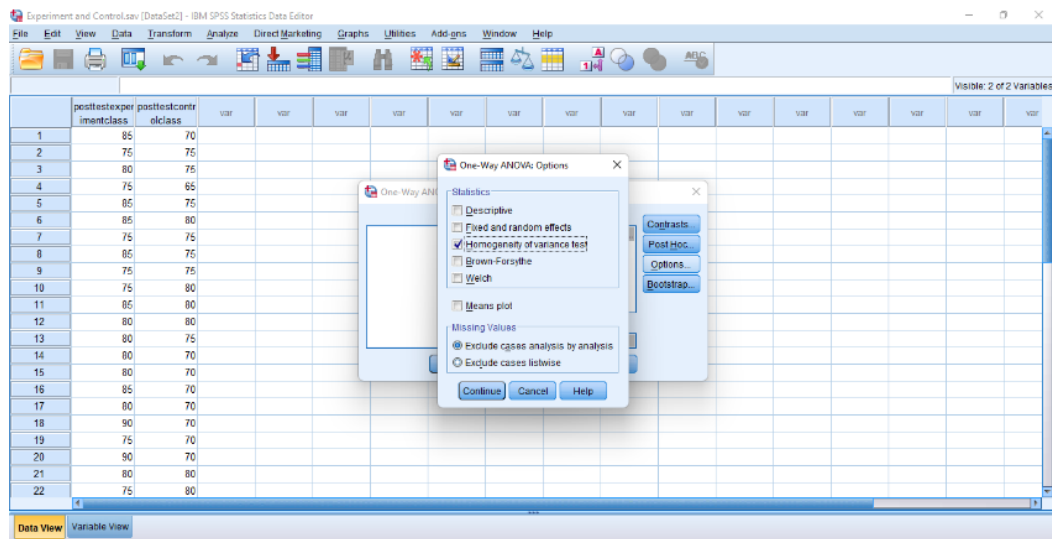 Experiment and Control.sav [DataSet2] - IBM SPSS Statistics Data Editor
File Edit View Data Transform Analyze Direct Marketing Graphs Utilities Add-ons Window Help
Visible: 2 of 2 Variables
posttestexperimentclass posttestcontrolclass var var var var var var var var var var var var var var var
1 85 70
2 75 75
3 80 75
4 75 65
5 85 75
6 85 80
7 75 75
8 85 75
9 75 75
10 75 80
11 85 80
12 80 80
13 80 75
14 80 70
15 80 70
16 85 70
17 80 70
18 90 70
19 75 70
20 90 70
21 80 80
22 75 80
One-Way ANO
Contrasts...
Post Hoc...
Options...
Bootstrap...
One-Way ANOVA: Options
Statistics
Descriptive
Fixed and random effects
Homogeneity of variance test
Brown-Forsythe
Welch
Means plot
Missing Values
Exclude cases analysis by analysis
Exclude cases listwise
Continue Cancel Help
Data View Variable View